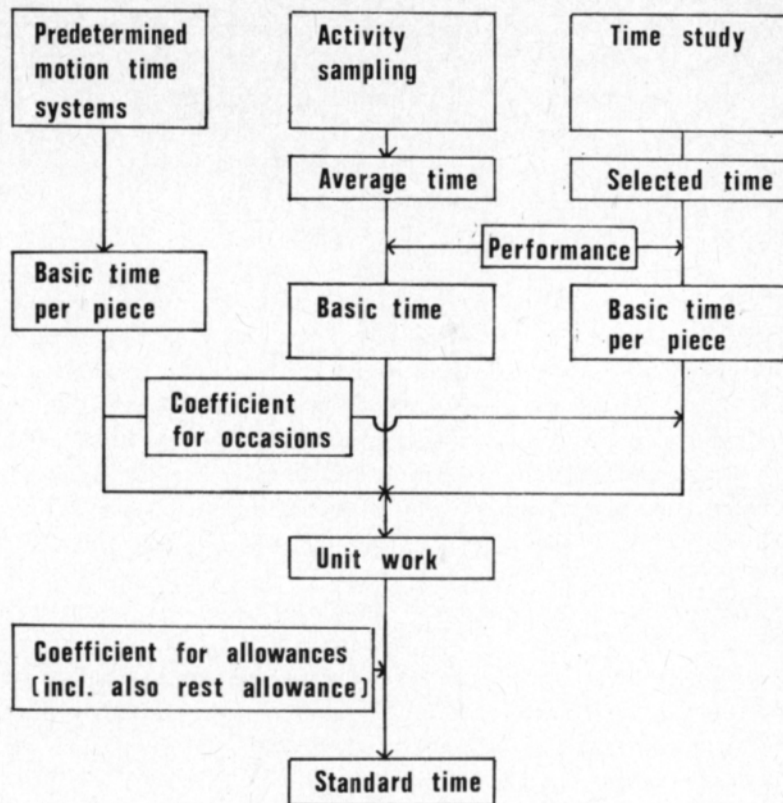 Predetermined
motion time
systems
Activity
sampling
Time study
Average time
Selected time
Performance
Basic time
per piece
Basic time
Basic time
per piece
Coefficient
for occasions
Unit work
Coefficient for allowances
(incl. also rest allowance)
Standard time